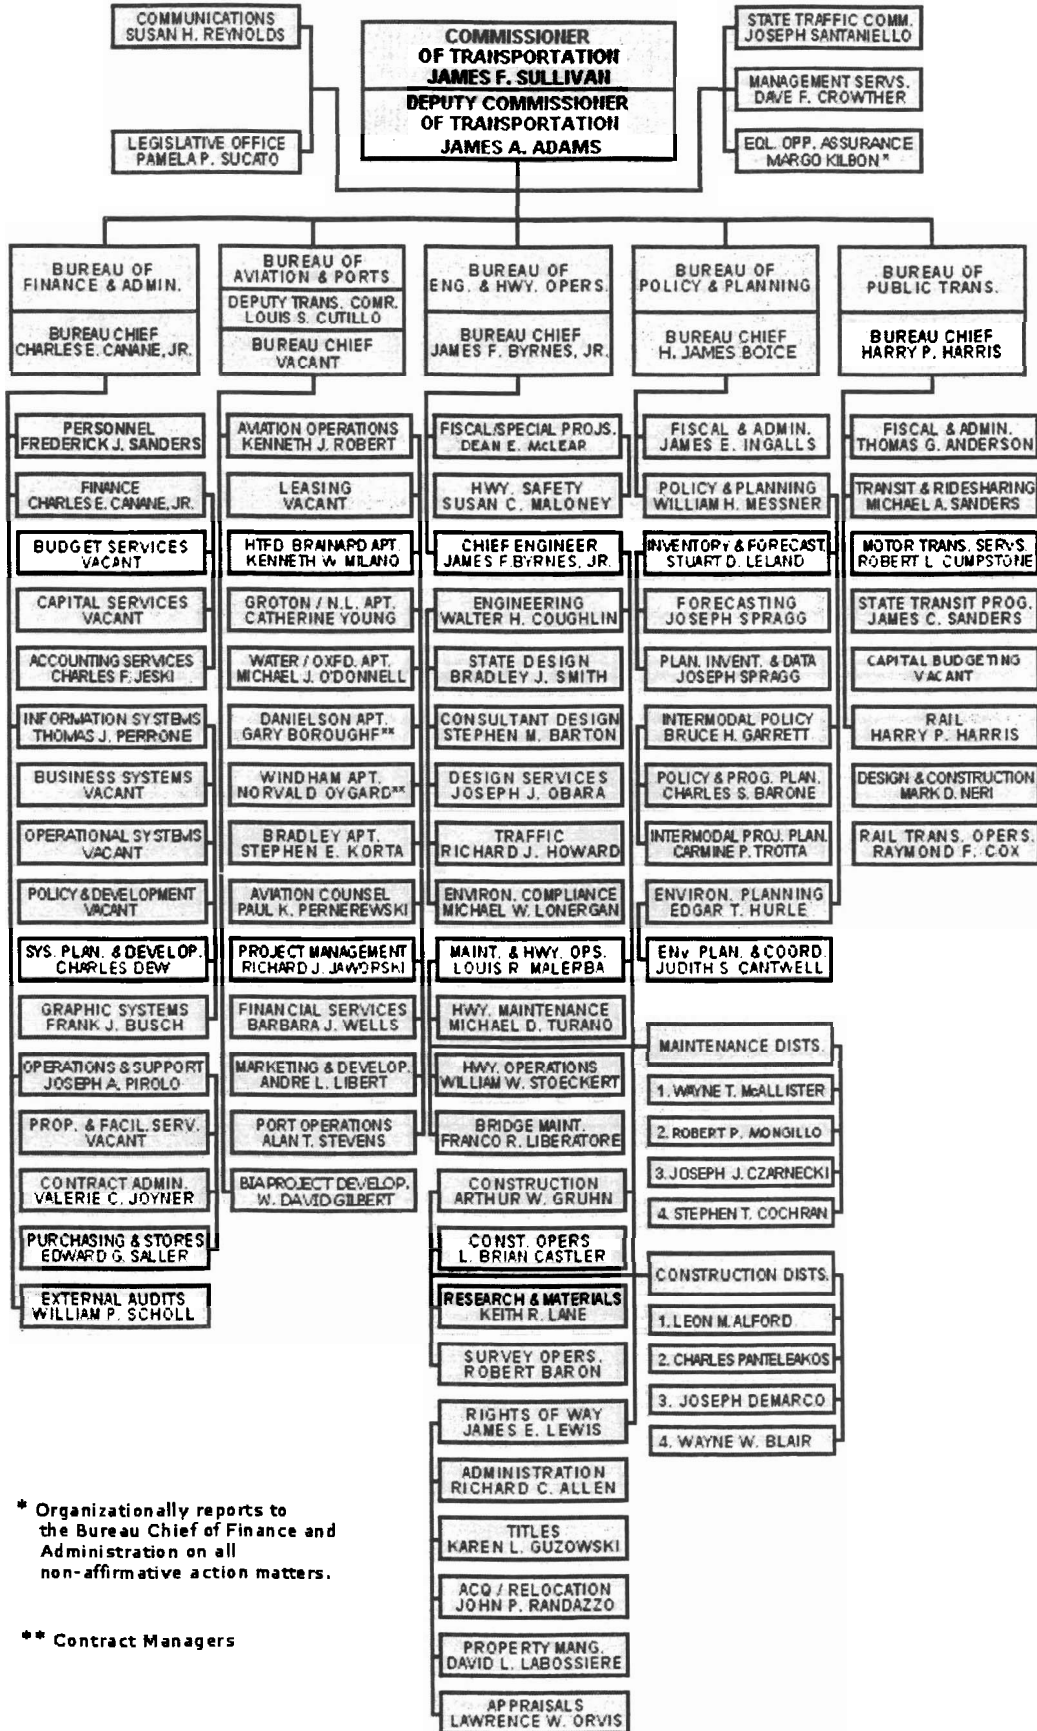 COMMUNICATIONS
SUSAN H. REYNOLDS
LEGISLATIVE OFFICE
PAMELA P. SUCATO
COMMISSIONER
OF TRANSPORTATION
JAMES F. SULLIVAN
DEPUTY COMMISSIONER
OF TRANSPORTATION
JAMES A. ADAMS
STATE TRAFFIC COMM.
JOSEPH SANTANIELLO
MANAGEMENT SERVS.
DAVE F. CROWTHER
EQL. OPP. ASSURANCE
MARGO KILBON*
BUREAU OF
FINANCE & ADMIN.
BUREAU CHIEF
CHARLES E. CANANE, JR.
PERSONNEL
FREDERICK J. SANDERS
FINANCE
CHARLES E. CANANE, JR.
BUDGET SERVICES
VACANT
CAPITAL SERVICES
VACANT
ACCOUNTING SERVICES
CHARLES F. JESKI
INFORMATION SYSTEMS
THOMAS J. PERRONE
BUSINESS SYSTEMS
VACANT
OPERATIONAL SYSTEMS
VACANT
POLICY & DEVELOPMENT
VACANT
SYS. PLAN. & DEVELOP.
CHARLES DEW
GRAPHIC SYSTEMS
FRANK J. BUSCH
OPERATIONS & SUPPORT
JOSEPH A. PIROLO
PROP. & FACIL. SERV.
VACANT
CONTRACT ADMIN.
VALERIE C. JOYNER
PURCHASING & STORES
EDWARD G. SALLER
EXTERNAL AUDITS
WILLIAM P. SCHOLL
BUREAU OF
AVIATION & PORTS
DEPUTY TRANS. COMR.
LOUIS S. CUTILLO
BUREAU CHIEF
VACANT
AVIATION OPERATIONS
KENNETH J. ROBERT
LEASING
VACANT
HTFD. BRAINARD APT.
KENNETH W. MILANO
GROTON / N.L. APT.
CATHERINE YOUNG
WATER / OXFD. APT.
MICHAEL J. O'DONNELL
DANIELSON APT.
GARY BOROUGHF**
WINDHAM APT.
NORVALD OYGARD**
BRADLEY APT.
STEPHEN E. KORTA
AVIATION COUNSEL
PAUL K. PERNEREWSKI
PROJECT MANAGEMENT
RICHARD J. JAWORSKI
FINANCIAL SERVICES
BARBARA J. WELLS
MARKETING & DEVELOP.
ANDRE L. LIBERT
PORT OPERATIONS
ALAN T. STEVENS
BIA PROJECT DEVELOP.
W. DAVID GILBERT
BUREAU OF
ENG. & HWY. OPERS.
BUREAU CHIEF
JAMES F. BYRNES, JR.
FISCAL/SPECIAL PROJS.
DEAN E. McLEAR
HWY. SAFETY
SUSAN C. MALONEY
CHIEF ENGINEER
JAMES F.BYRNES, JR.
ENGINEERING
WALTER H. COUGHLIN
STATE DESIGN
BRADLEY J. SMITH
CONSULTANT DESIGN
STEPHEN M. BARTON
DESIGN SERVICES
JOSEPH J. OBARA
TRAFFIC
RICHARD J. HOWARD
ENVIRON. COMPLIANCE
MICHAEL W. LONERGAN
MAINT. & HWY. OPS.
LOUIS R. MALERBA
HWY. MAINTENANCE
MICHAEL D. TURANO
HWY. OPERATIONS
WILLIAM W. STOECKERT
BRIDGE MAINT.
FRANCO R. LIBERATORE
CONSTRUCTION
ARTHUR W. GRUHN
CONST. OPERS
L. BRIAN CASTLER
RESEARCH & MATERIALS
KEITH R. LANE
SURVEY OPERS.
ROBERT BARON
RIGHTS OF WAY
JAMES E. LEWIS
ADMINISTRATION
RICHARD C. ALLEN
TITLES
KAREN L. GUZOWSKI
ACQ / RELOCATION
JOHN P. RANDAZZO
PROPERTY MANG.
DAVID L. LABOSSIERE
APPRAISALS
LAWRENCE W. ORVIS
BUREAU OF
POLICY & PLANNING
BUREAU CHIEF
H. JAMES BOICE
FISCAL & ADMIN.
JAMES E. INGALLS
POLICY & PLANNING
WILLIAM H. MESSNER
INVENTORY & FORECAST.
STUART D. LELAND
FORECASTING
JOSEPH SPRAGG
PLAN. INVENT. & DATA
JOSEPH SPRAGG
INTERMODAL POLICY
BRUCE H. GARRETT
POLICY & PROG. PLAN.
CHARLES S. BARONE
INTERMODAL PROJ. PLAN.
CARMINE P. TROTTA
ENVIRON. PLANNING
EDGAR T. HURLE
ENV. PLAN. & COORD.
JUDITH S. CANTWELL
MAINTENANCE DISTS.
1. WAYNE T. McALLISTER
2. ROBERT P. MONGILLO
3. JOSEPH J. CZARNECKI
4. STEPHEN T. COCHRAN
CONSTRUCTION DISTS.
1. LEON M. ALFORD
2. CHARLES PANTELEAKOS
3. JOSEPH DEMARCO
4. WAYNE W. BLAIR
BUREAU OF
PUBLIC TRANS.
BUREAU CHIEF
HARRY P. HARRIS
FISCAL & ADMIN.
THOMAS G. ANDERSON
TRANSIT & RIDESHARING
MICHAEL A. SANDERS
MOTOR TRANS. SERVS.
ROBERT L. CUMPSTONE
STATE TRANSIT PROG.
JAMES C. SANDERS
CAPITAL BUDGETING
VACANT
RAIL
HARRY P. HARRIS
DESIGN & CONSTRUCTION
MARK D. NERI
RAIL TRANS. OPERS.
RAYMOND F. COX
* Organizationally reports to
the Bureau Chief of Finance and
Administration on all
non-affirmative action matters.
** Contract Managers